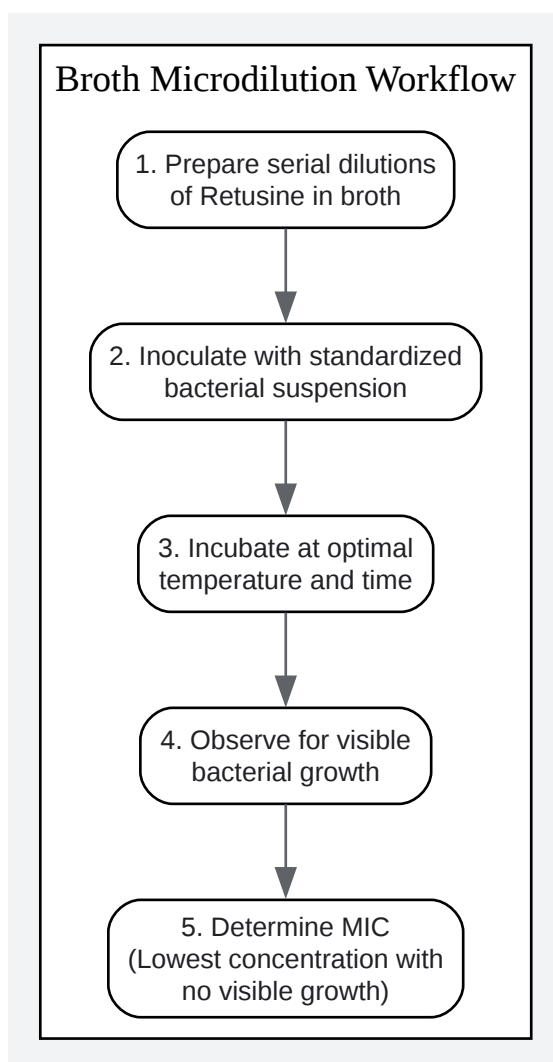 Broth Microdilution Workflow
1. Prepare serial dilutions
of Retusine in broth
2. Inoculate with standardized
bacterial suspension
3. Incubate at optimal
temperature and time
4. Observe for visible
bacterial growth
5. Determine MIC
(Lowest concentration with
no visible growth)